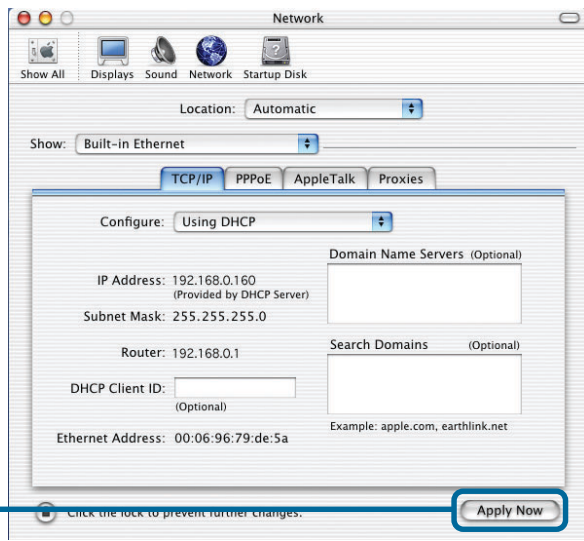 Network
Show All Displays Sound Network Startup Disk
Location: Automatic
Show: Built-in Ethernet
TCP/IP PPPoE AppleTalk Proxies
Configure: Using DHCP
Domain Name Servers (Optional)
IP Address: 192.168.0.160
(Provided by DHCP Server)
Subnet Mask: 255.255.255.0
Router: 192.168.0.1
Search Domains (Optional)
DHCP Client ID:
(Optional)
Example: apple.com, earthlink.net
Ethernet Address: 00:06:96:79:de:5a
Click the lock to prevent further changes.
Apply Now